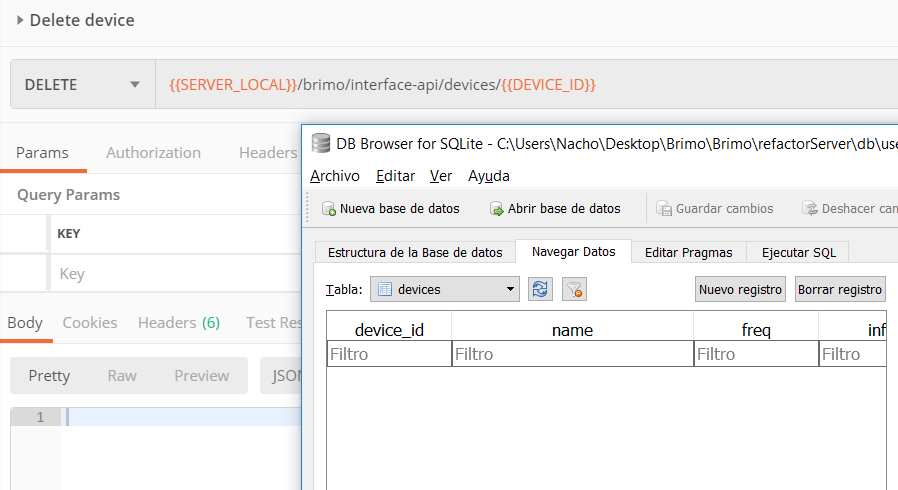 Delete device
DELETE {{SERVER_LOCAL}}/brimo/interface-api/devices/{{DEVICE_ID}}
Params Authorization Headers
Query Params
KEY
Key
Body Cookies Headers (6) Test Res
Pretty Raw Preview JSON
1
DB Browser for SQLite - C:\Users\Nacho\Desktop\Brimo\Brimo\refactorServer\db\use
Archivo Editar Ver Ayuda
Nueva base de datos Abrir base de datos Guardar cambios Deshacer can
Estructura de la Base de datos Navegar Datos Editar Pragmas Ejecutar SQL
Tabla: devices Nuevo registro Borrar registro
device_id name freq inf
Filtro Filtro Filtro Filtro